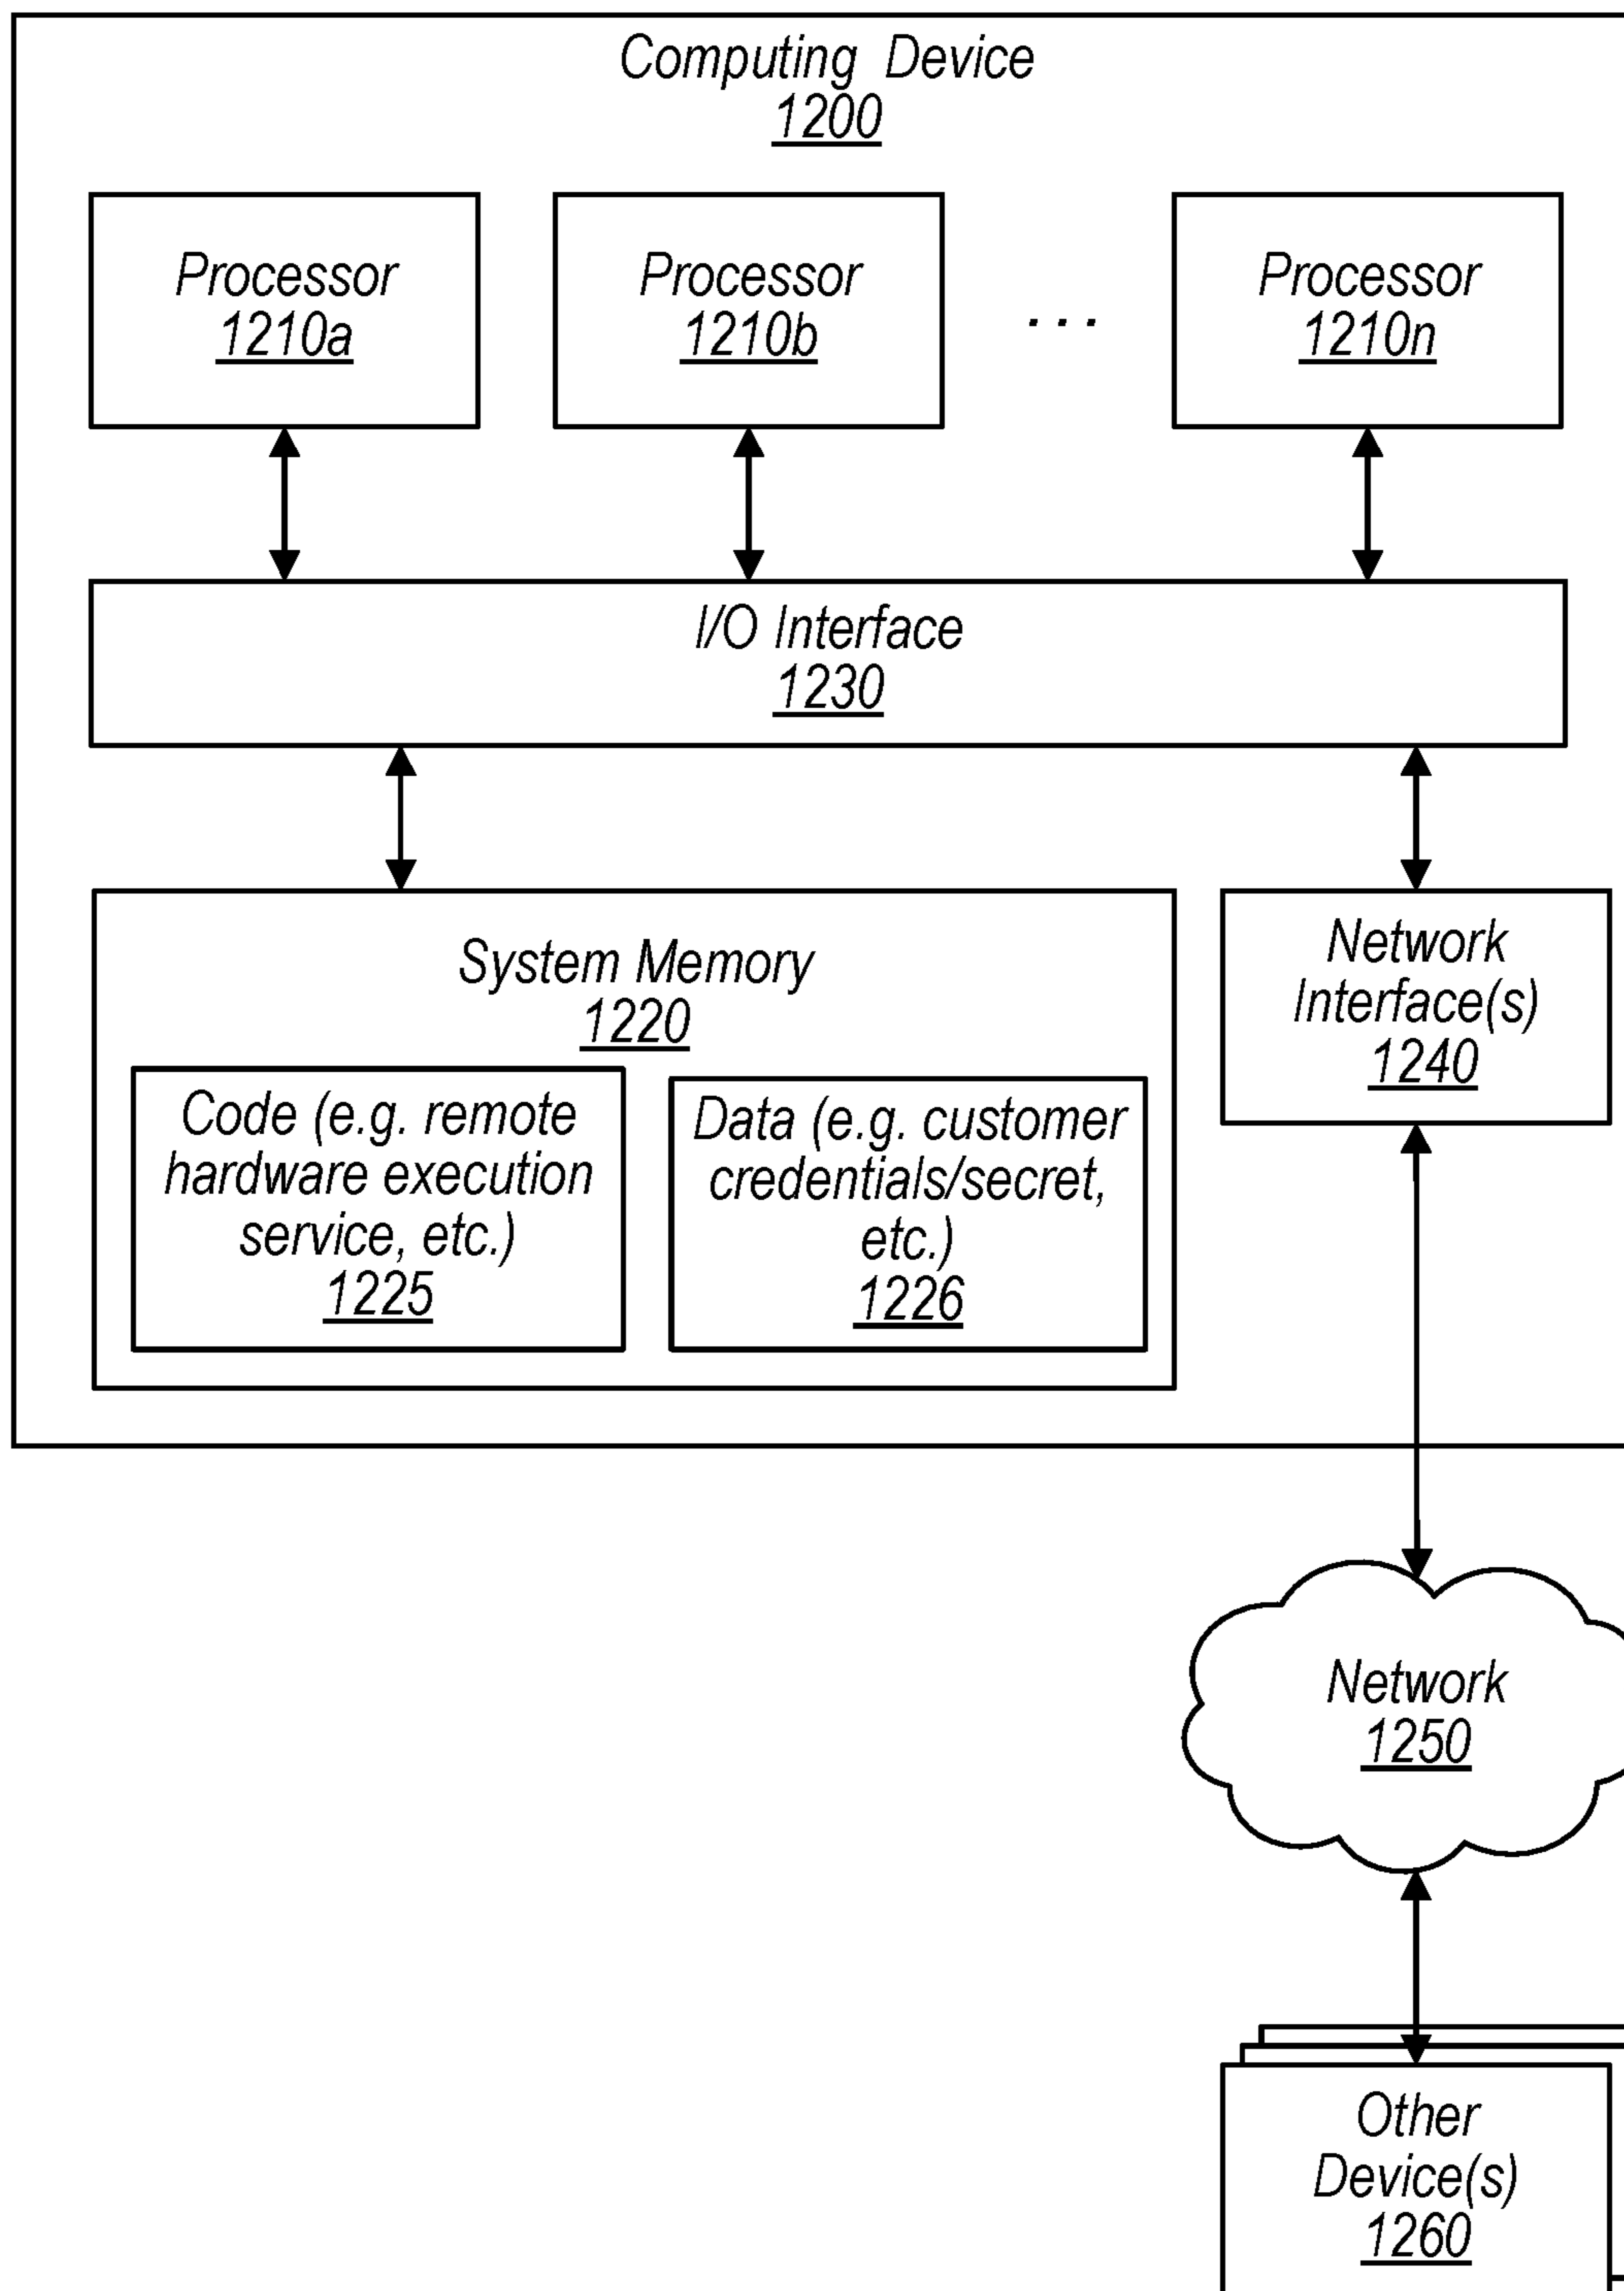 Computing Device
1200
Processor
1210a
Processor
1210b
...
Processor
1210n
I/O Interface
1230
System Memory
1220
Code (e.g. remote
hardware execution
service, etc.)
1225
Data (e.g. customer
credentials/secret,
etc.)
1226
Network
Interface(s)
1240
Network
1250
Other
Device(s)
1260